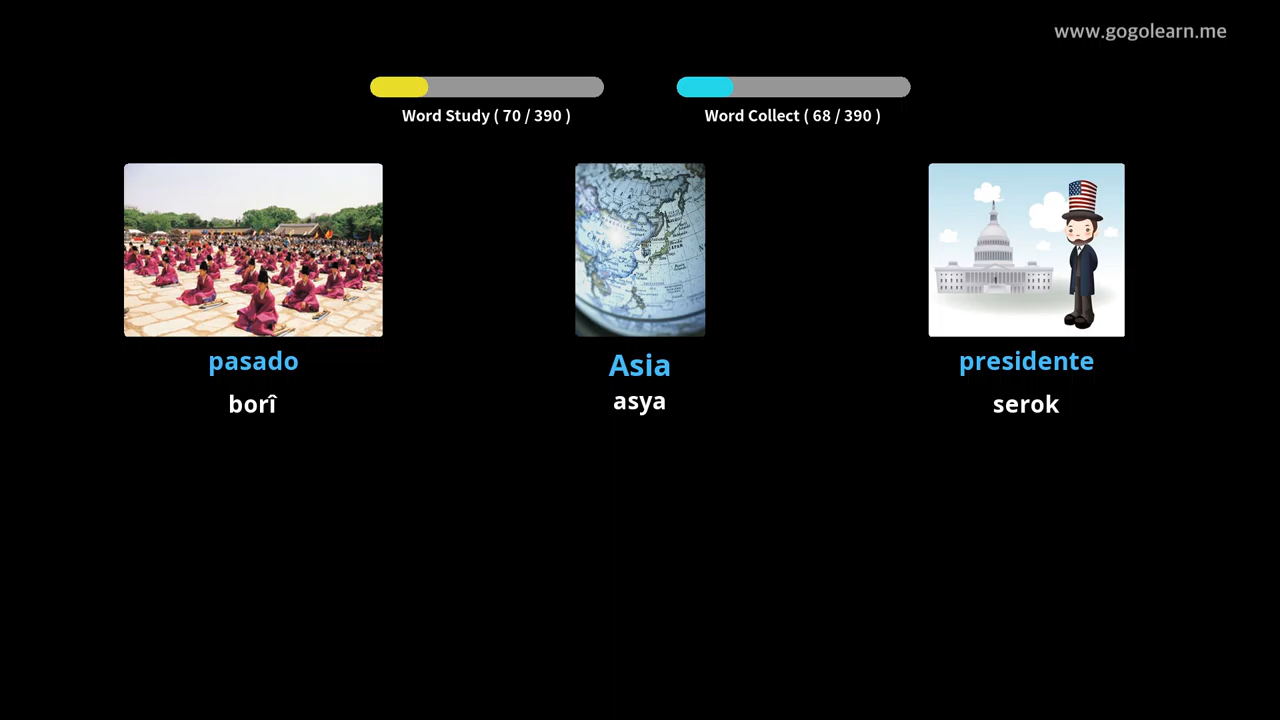 www.gogolearn.me
Word Study ( 70 / 390 )
Word Collect ( 68 / 390 )
pasado
Asia
presidente
borî
asya
serok